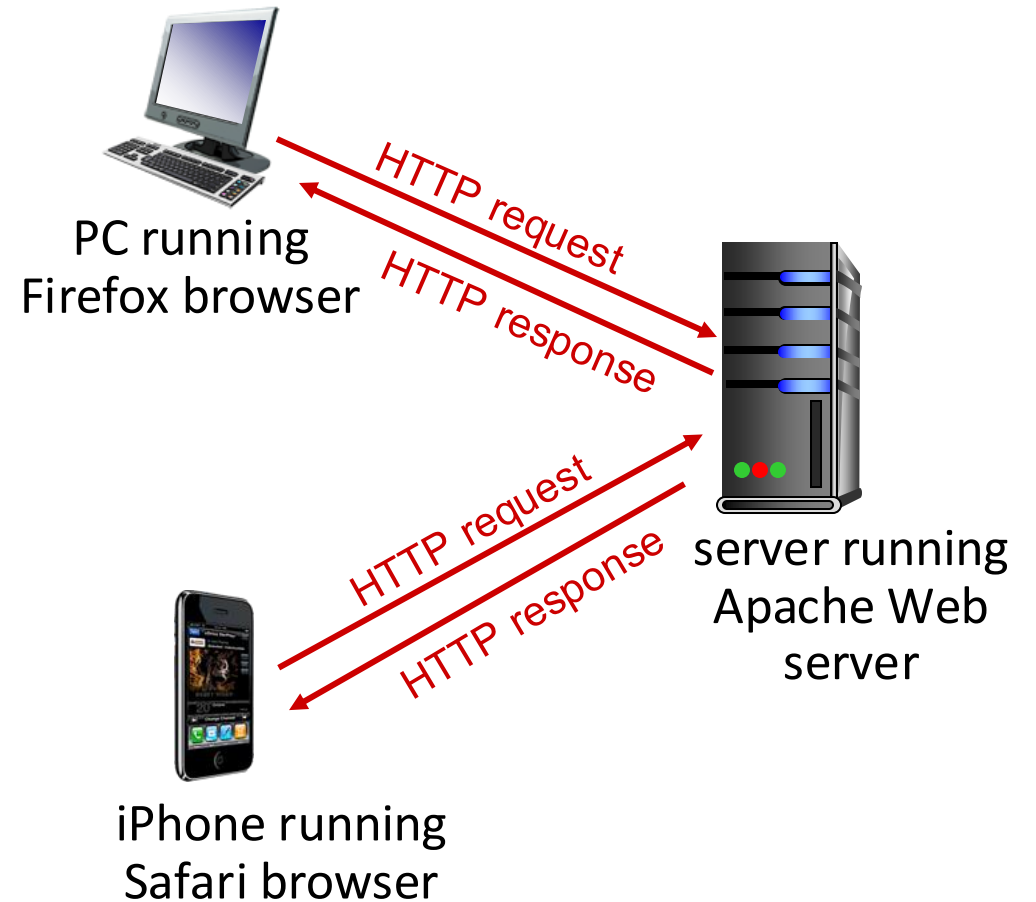 HTTP request
HTTP response
PC running
Firefox browser
HTTP request
HTTP response
server running
Apache Web
server
iPhone running
Safari browser